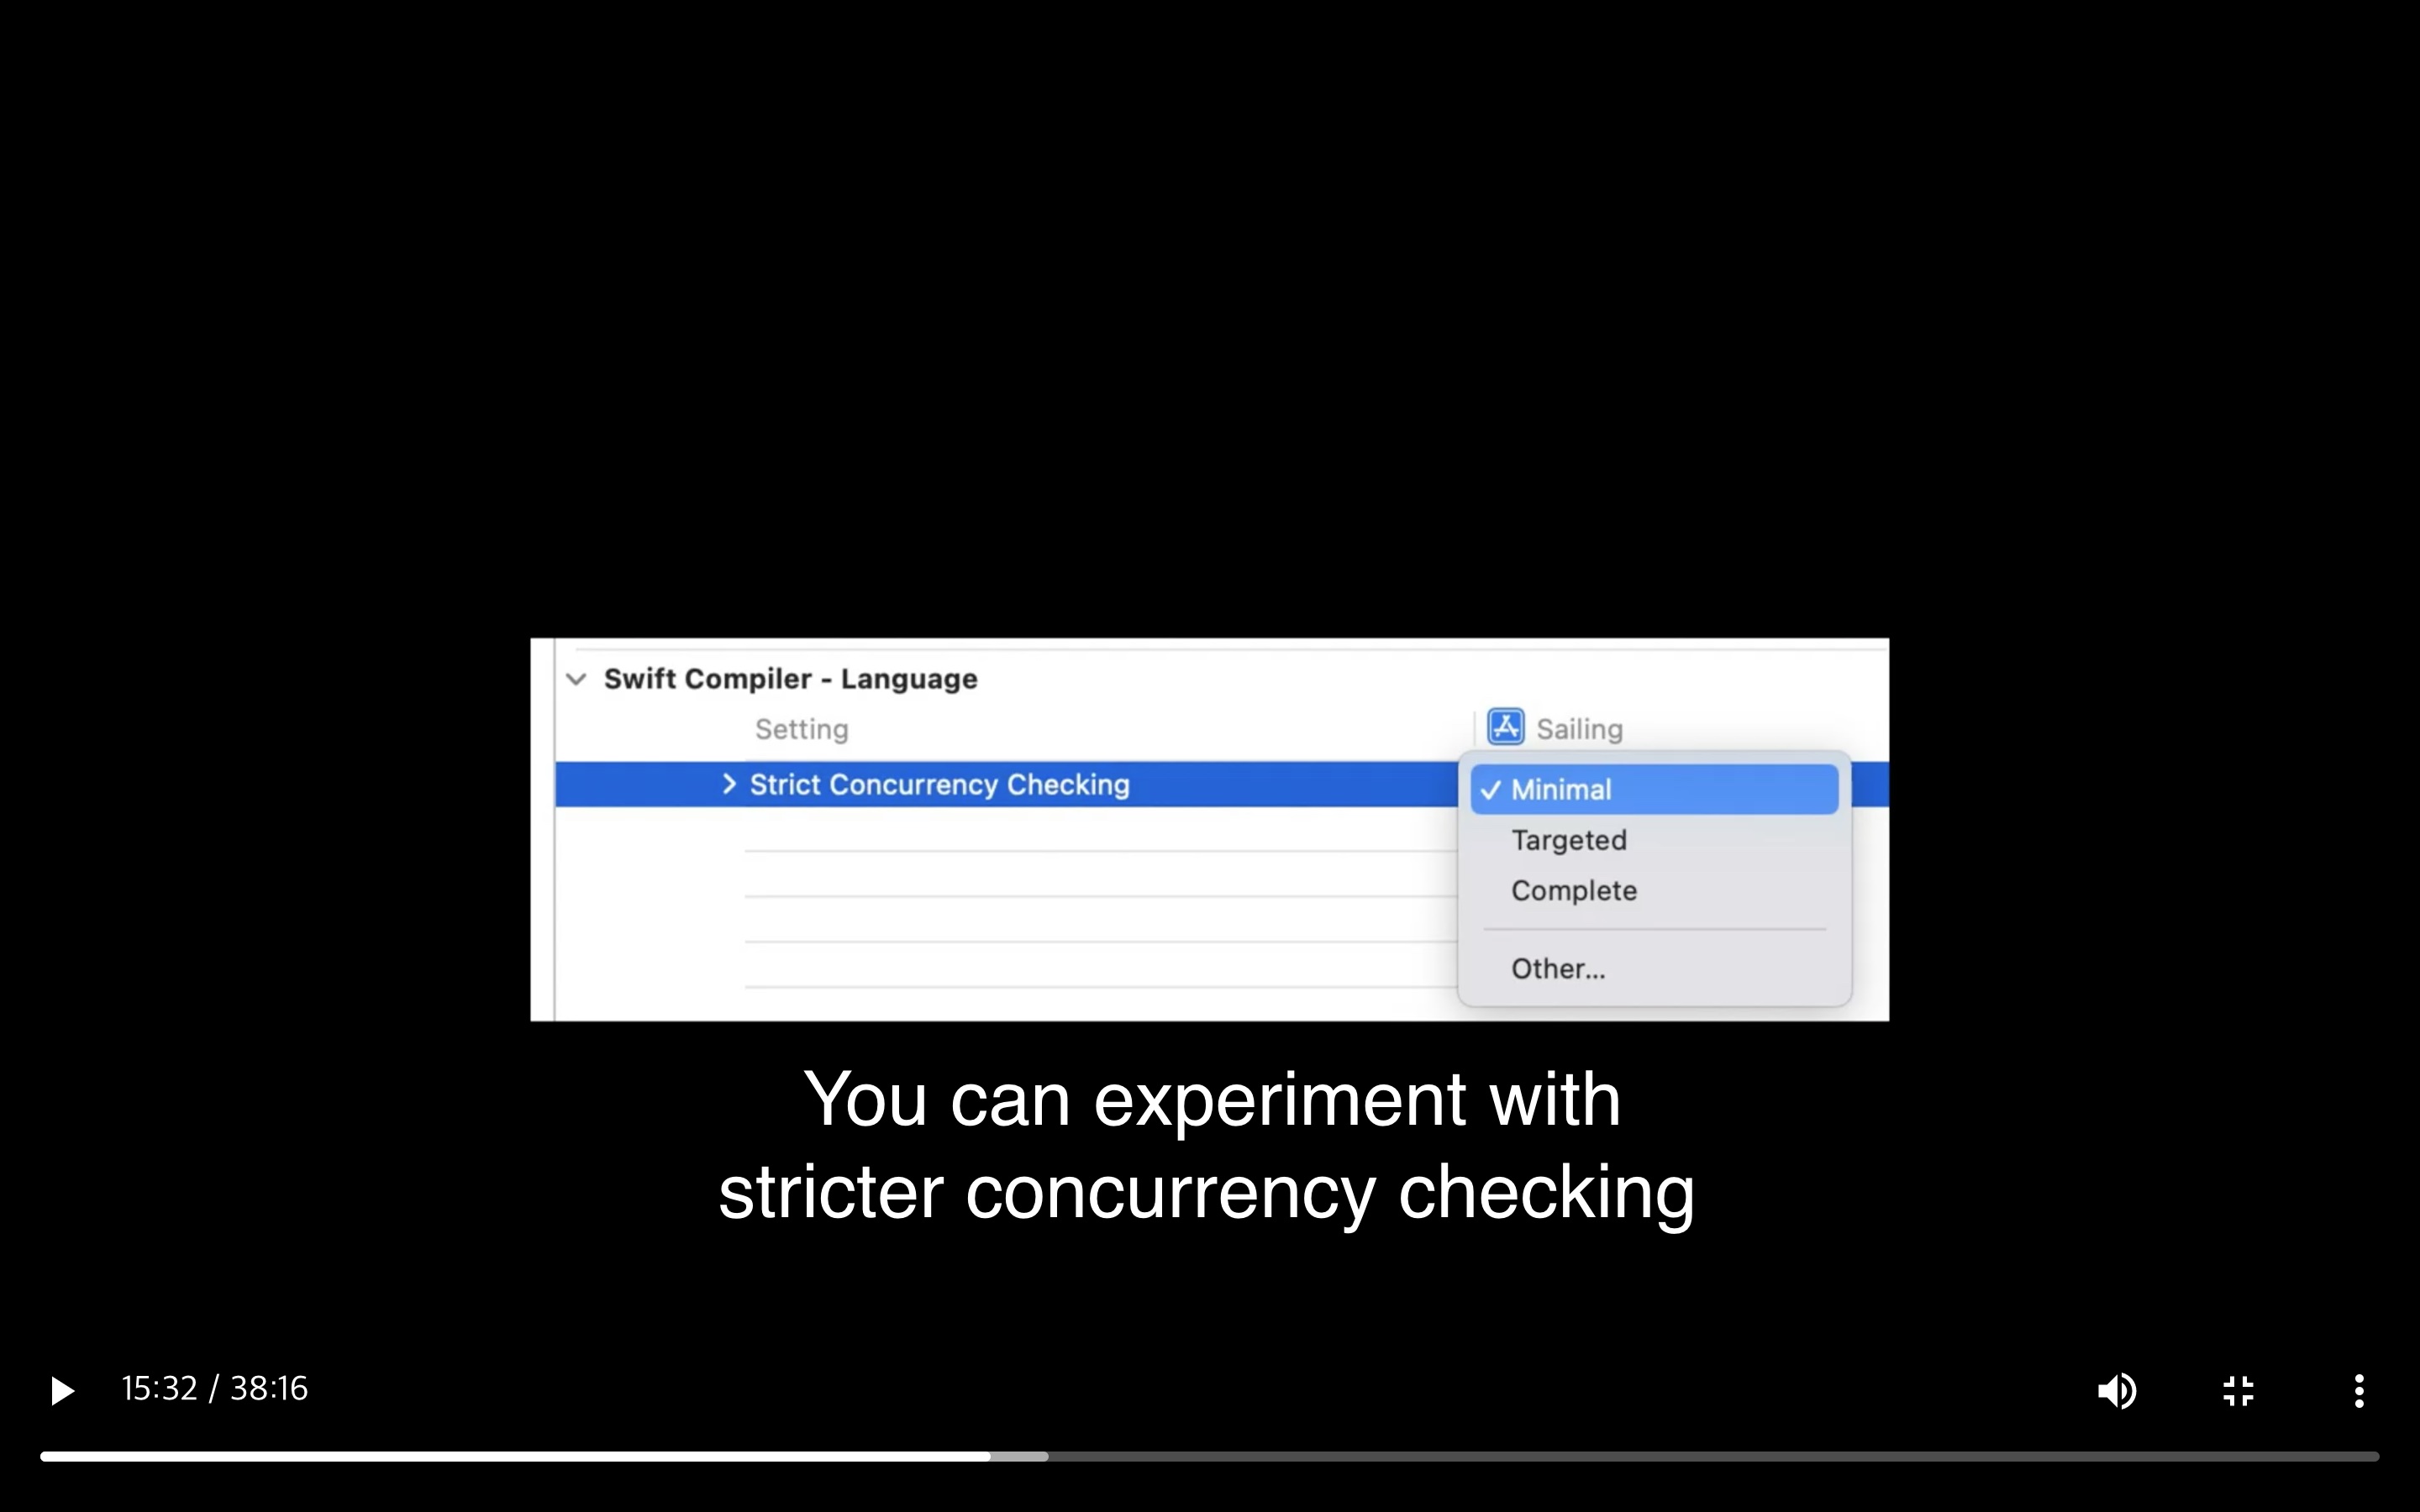 Swift Compiler - Language
Setting
Sailing
Strict Concurrency Checking
✓ Minimal
Targeted
Complete
Other...
You can experiment with
stricter concurrency checking
15:32 / 38:16